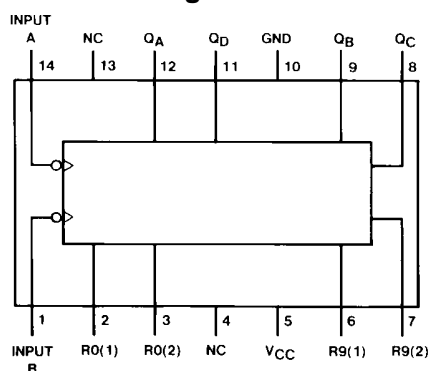 INPUT
A NC QA QD GND QB QC
14 13 12 11 10 9 8
1 2 3 4 5 6 7
INPUT R0(1) R0(2) NC VCC R9(1) R9(2)
B